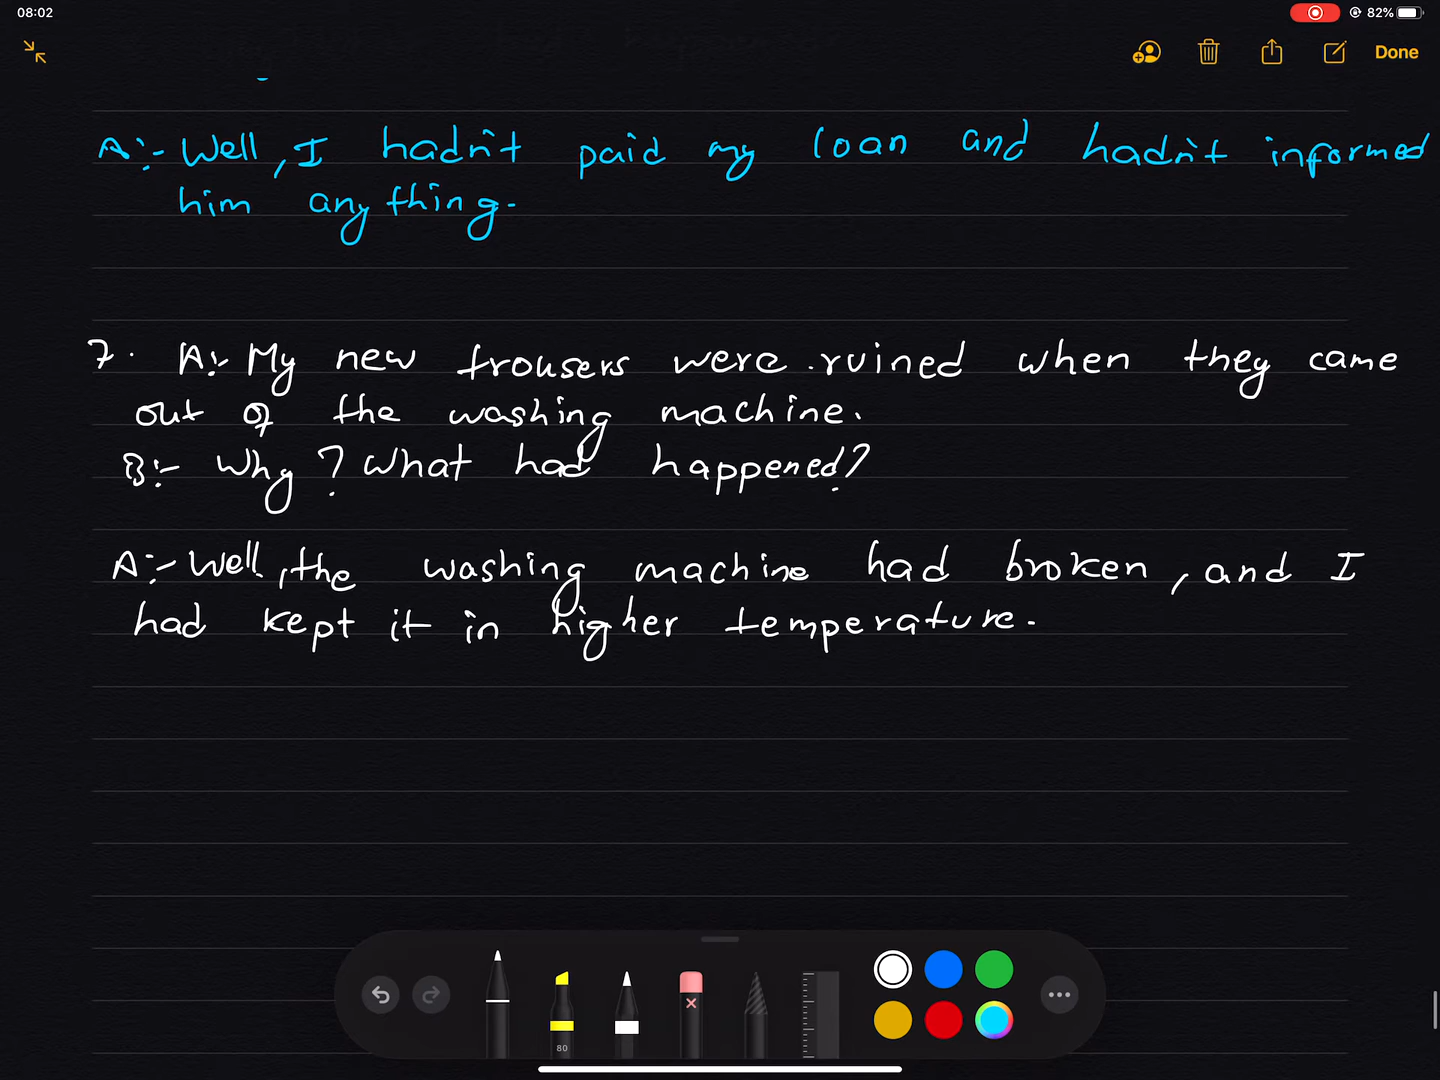 08:02
82%
Done
A:- Well, I hadn't paid my loan and hadn't informed
him anything.
7. A:- My new trousers were ruined when they came
out of the washing machine.
B:- Why? What had happened?
A:- Well, the washing machine had broken, and I
had kept it in higher temperature.
80